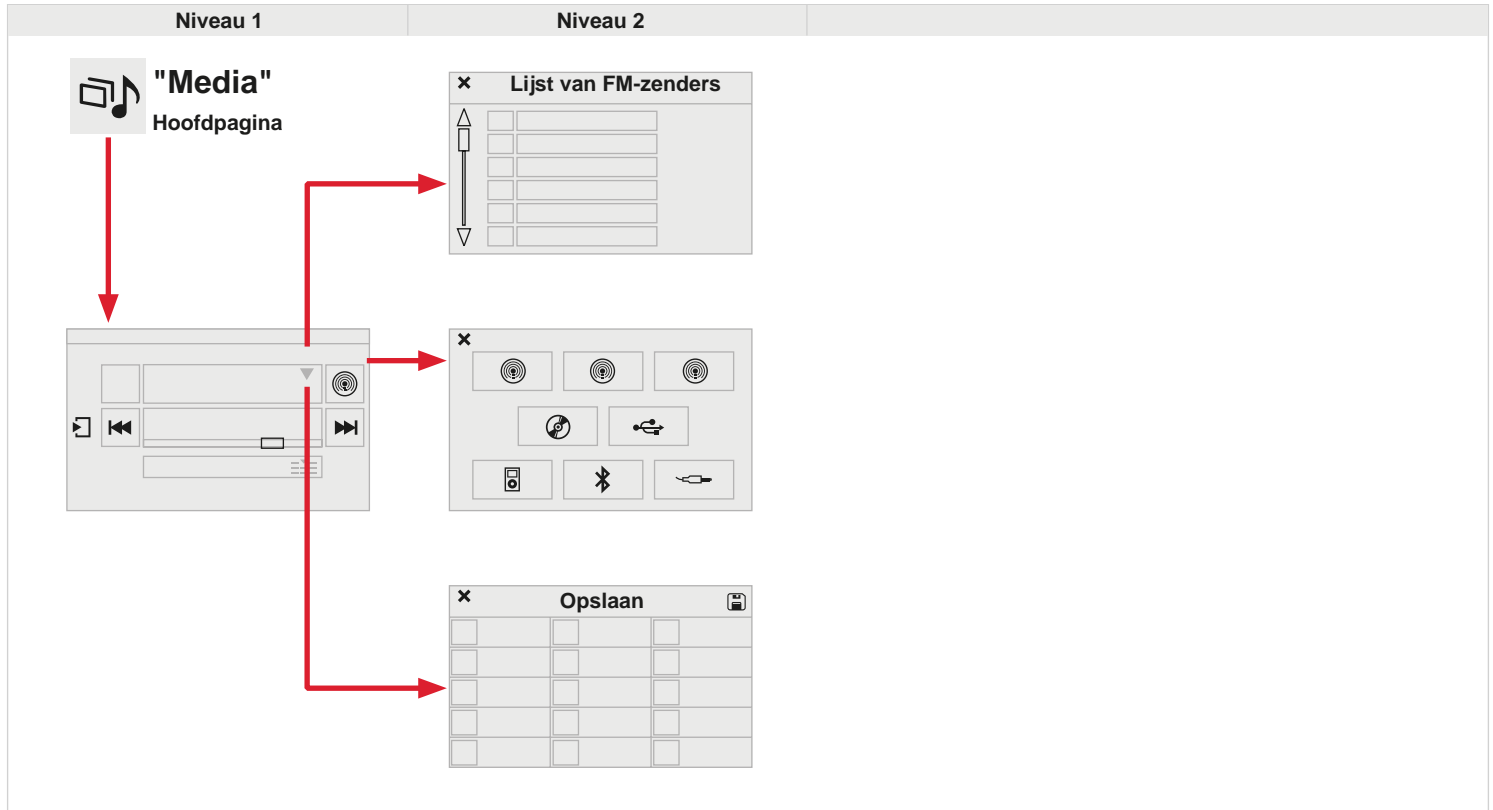 Niveau 1
Niveau 2
"Media"
Hoofdpagina
Lijst van FM-zenders
Opslaan